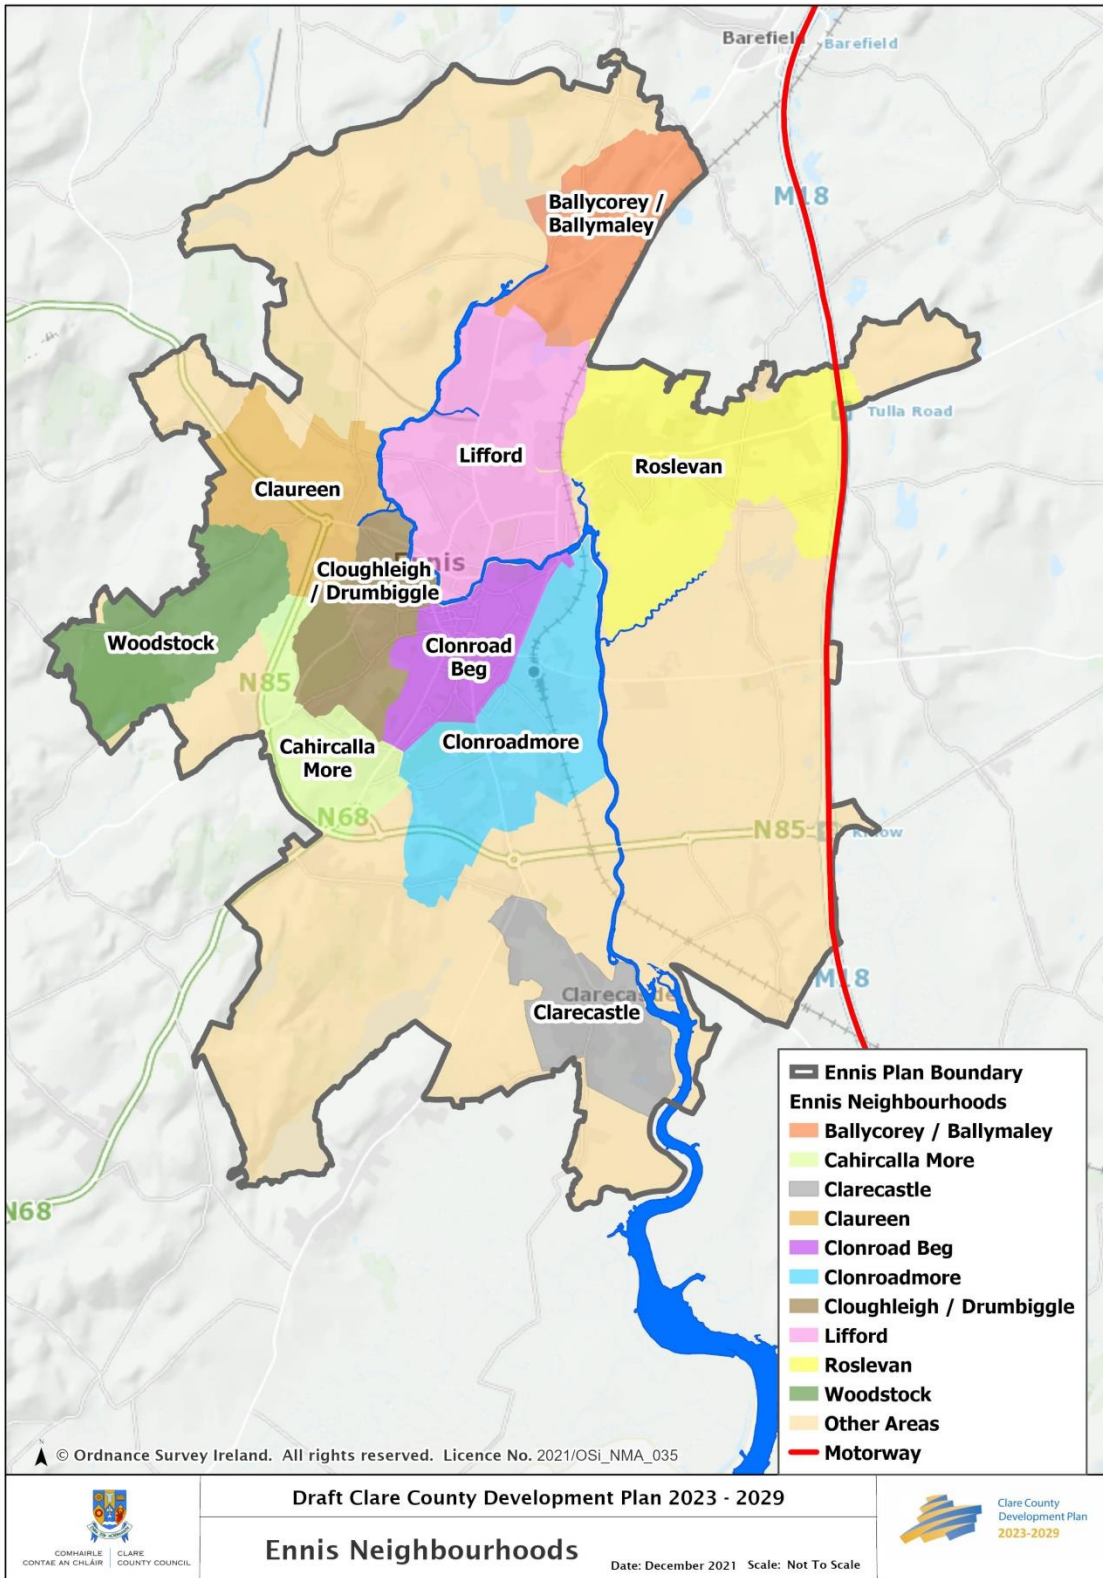 Barefield
Barefield
M18
Ballycorey /
Ballymaley
Tulla Road
Lifford
Roslevan
Claureen
Ennis
Cloughleigh
/ Drumbiggle
Woodstock
Clonroad
Beg
N85
Cahircalla
More
Clonroadmore
N68
N85
Clarecastle
Clarecastle
M18
N68
Ennis Plan Boundary
Ennis Neighbourhoods
Ballycorey / Ballymaley
Cahircalla More
Clarecastle
Claureen
Clonroad Beg
Clonroadmore
Cloughleigh / Drumbiggle
Lifford
Roslevan
Woodstock
Other Areas
Motorway
N
© Ordnance Survey Ireland. All rights reserved. Licence No. 2021/OSi_NMA_035
COMHAIRLE CONTAE AN CHLÁIR
CLARE COUNTY COUNCIL
Draft Clare County Development Plan 2023 - 2029
Ennis Neighbourhoods
Date: December 2021 Scale: Not To Scale
Clare County
Development Plan
2023-2029